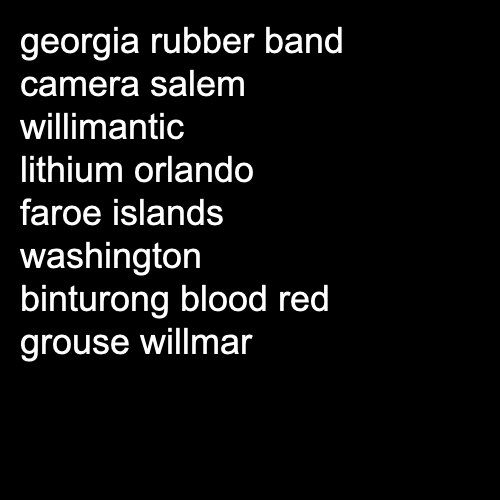 georgia rubber band
camera salem
willimantic
lithium orlando
faroe islands
washington
binturong blood red
grouse willmar